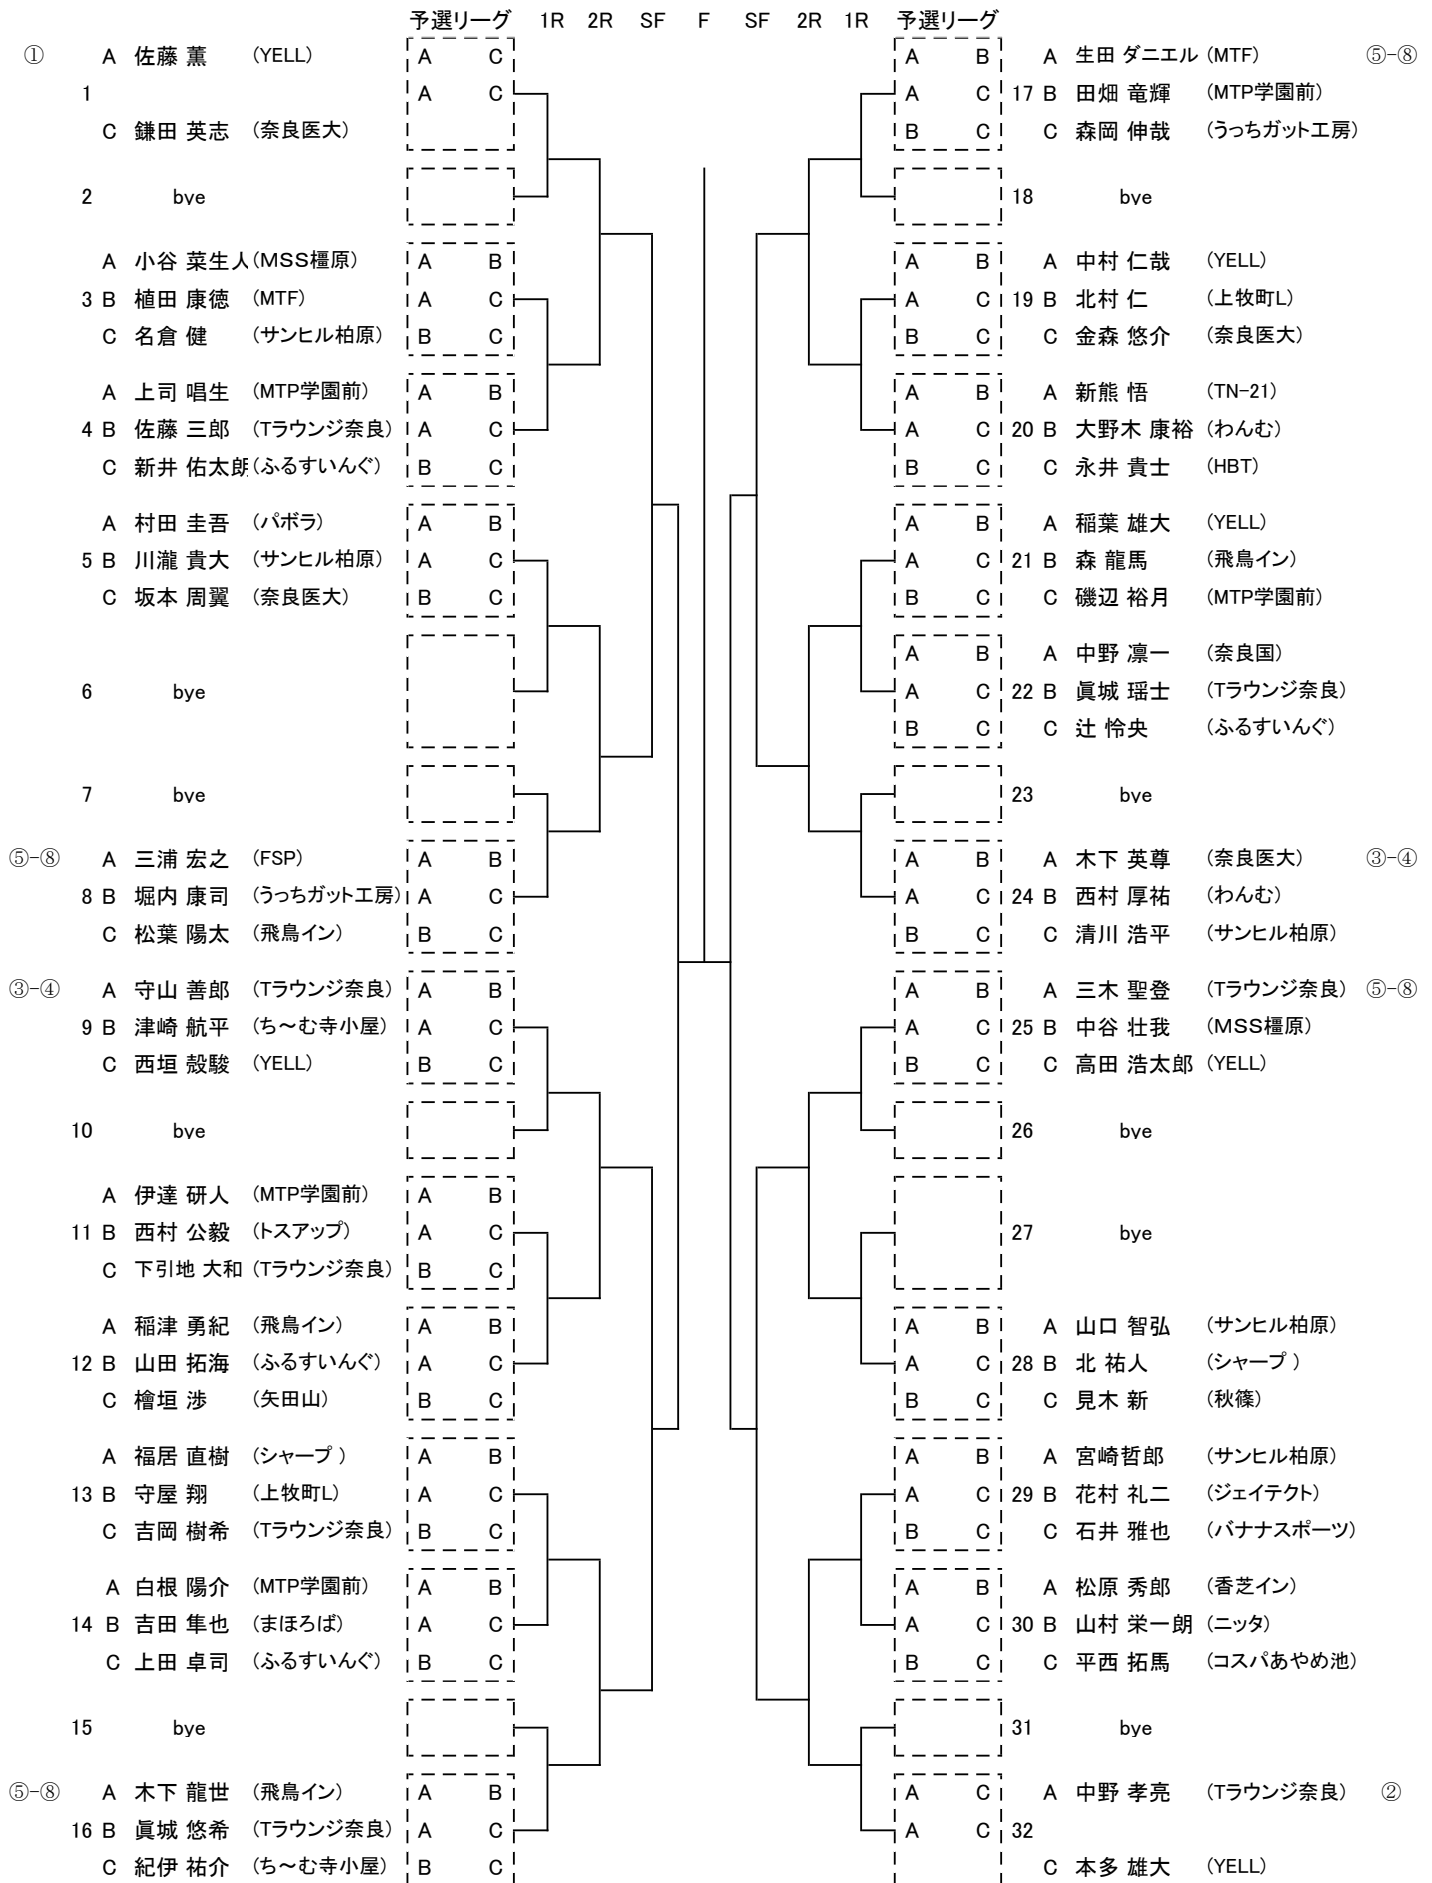 予選リーグ 1R 2R SF F SF 2R 1R 予選リーグ
① A 佐藤 薫 (YELL) A C
1 A C
C 鎌田 英志 (奈良医大)
2 bye
A 小谷 菜生人 (MSS橿原) A B
3 B 植田 康徳 (MTF) A C
C 名倉 健 (サンヒル柏原) B C
A 上司 唱生 (MTP学園前) A B
4 B 佐藤 三郎 (Tラウンジ奈良) A C
C 新井 佑太朗 (ふるすいんぐ) B C
A 村田 圭吾 (パボラ) A B
5 B 川瀧 貴大 (サンヒル柏原) A C
C 坂本 周翼 (奈良医大) B C
6 bye
7 bye
⑤-⑧ A 三浦 宏之 (FSP) A B
8 B 堀内 康司 (うっちガット工房) A C
C 松葉 陽太 (飛鳥イン) B C
③-④ A 守山 善郎 (Tラウンジ奈良) A B
9 B 津崎 航平 (ち~む寺小屋) A C
C 西垣 殻駿 (YELL) B C
10 bye
A 伊達 研人 (MTP学園前) A B
11 B 西村 公毅 (トスアップ) A C
C 下引地 大和 (Tラウンジ奈良) B C
A 稲津 勇紀 (飛鳥イン) A B
12 B 山田 拓海 (ふるすいんぐ) A C
C 檜垣 渉 (矢田山) B C
A 福居 直樹 (シャープ ) A B
13 B 守屋 翔 (上牧町L) A C
C 吉岡 樹希 (Tラウンジ奈良) B C
A 白根 陽介 (MTP学園前) A B
14 B 吉田 隼也 (まほろば) A C
C 上田 卓司 (ふるすいんぐ) B C
15 bye
⑤-⑧ A 木下 龍世 (飛鳥イン) A B
16 B 眞城 悠希 (Tラウンジ奈良) A C
C 紀伊 祐介 (ち~む寺小屋) B C
A B A 生田 ダニエル (MTF) ⑤-⑧
A C 17 B 田畑 竜輝 (MTP学園前)
B C C 森岡 伸哉 (うっちガット工房)
18 bye
A B A 中村 仁哉 (YELL)
A C 19 B 北村 仁 (上牧町L)
B C C 金森 悠介 (奈良医大)
A B A 新熊 悟 (TN-21)
A C 20 B 大野木 康裕 (わんむ)
B C C 永井 貴士 (HBT)
A B A 稲葉 雄大 (YELL)
A C 21 B 森 龍馬 (飛鳥イン)
B C C 磯辺 裕月 (MTP学園前)
A B A 中野 凛一 (奈良国)
A C 22 B 眞城 瑶士 (Tラウンジ奈良)
B C C 辻 怜央 (ふるすいんぐ)
23 bye
A B A 木下 英尊 (奈良医大) ③-④
A C 24 B 西村 厚祐 (わんむ)
B C C 清川 浩平 (サンヒル柏原)
A B A 三木 聖登 (Tラウンジ奈良) ⑤-⑧
A C 25 B 中谷 壮我 (MSS橿原)
B C C 高田 浩太郎 (YELL)
26 bye
27 bye
A B A 山口 智弘 (サンヒル柏原)
A C 28 B 北 祐人 (シャープ )
B C C 見木 新 (秋篠)
A B A 宮崎哲郎 (サンヒル柏原)
A C 29 B 花村 礼二 (ジェイテクト)
B C C 石井 雅也 (バナナスポーツ)
A B A 松原 秀郎 (香芝イン)
A C 30 B 山村 栄一朗 (ニッタ)
B C C 平西 拓馬 (コスパあやめ池)
31 bye
A C A 中野 孝亮 (Tラウンジ奈良) ②
A C 32
C 本多 雄大 (YELL)